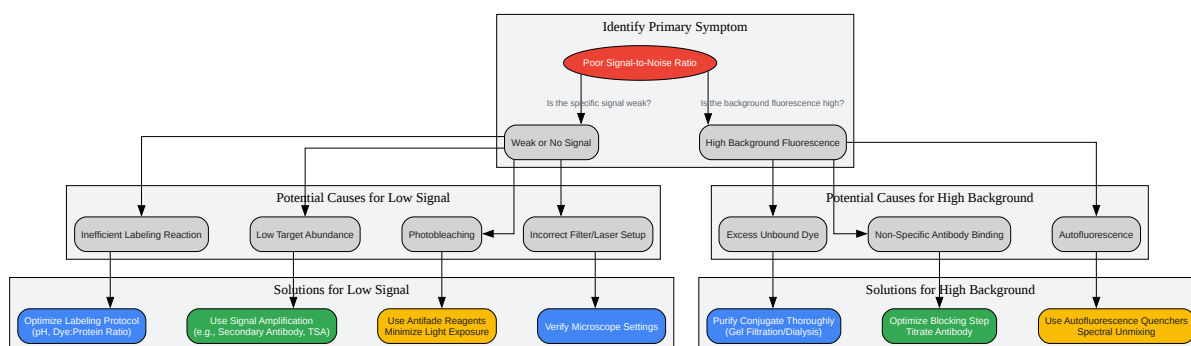 Identify Primary Symptom
Poor Signal-to-Noise Ratio
Is the specific signal weak?
Is the background fluorescence high?
Weak or No Signal
High Background Fluorescence
Potential Causes for Low Signal
Potential Causes for High Background
Inefficient Labeling Reaction
Low Target Abundance
Photobleaching
Incorrect Filter/Laser Setup
Excess Unbound Dye
Non-Specific Antibody Binding
Autofluorescence
Solutions for Low Signal
Solutions for High Background
Optimize Labeling Protocol
(pH, Dye:Protein Ratio)
Use Signal Amplification
(e.g., Secondary Antibody, TSA)
Use Antifade Reagents
Minimize Light Exposure
Verify Microscope Settings
Purify Conjugate Thoroughly
(Gel Filtration/Dialysis)
Optimize Blocking Step
Titrate Antibody
Use Autofluorescence Quenchers
Spectral Unmixing